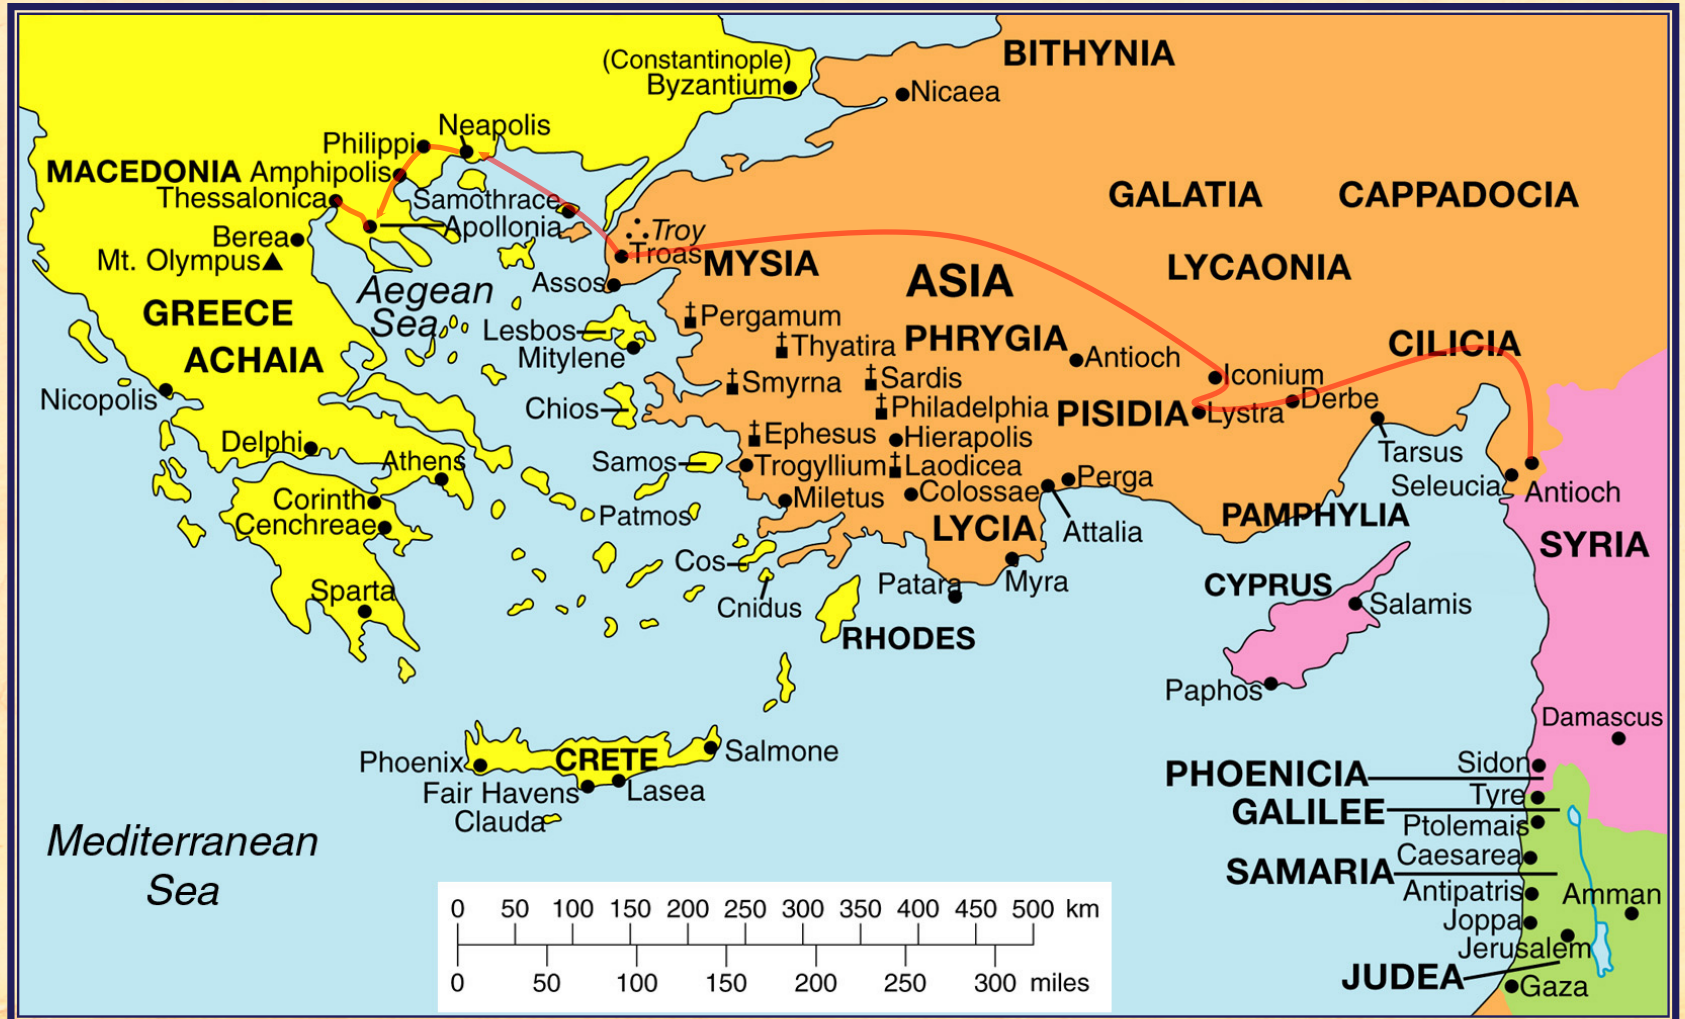 (Constantinople)
Byzantium
BITHYNIA
Nicaea
Neapolis
Philippi
MACEDONIA
Amphipolis
Thessalonica
Samothrace
Apollonia
Berea
Mt. Olympus
Troy
Troas
MYSIA
GALATIA
CAPPADOCIA
LYCAONIA
ASIA
Assos
Aegean
Sea
GREECE
ACHAIA
Pergamum
Lesbos
Mitylene
Thyatira
PHRYGIA
Antioch
CILICIA
Nicopolis
Smyrna
Sardis
Iconium
Chios
Philadelphia
PISIDIA
Lystra
Derbe
Delphi
Athens
Ephesus
Hierapolis
Tarsus
Samos
Trogyllium
Laodicea
Perga
Seleucia
Antioch
Corinth
Cenchreae
Patmos
Miletus
Colossae
PAMPHYLIA
LYCIA
Attalia
SYRIA
Cos
Cnidus
Patara
Myra
CYPRUS
Salamis
Sparta
RHODES
Paphos
Damascus
Phoenix
CRETE
Salmone
Fair Havens
Lasea
Clauda
PHOENICIA
Sidon
Tyre
GALILEE
Ptolemais
Caesarea
SAMARIA
Antipatris
Amman
Joppa
Jerusalem
JUDEA
Gaza
Mediterranean
Sea
0 50 100 150 200 250 300 350 400 450 500 km
0 50 100 150 200 250 300 miles